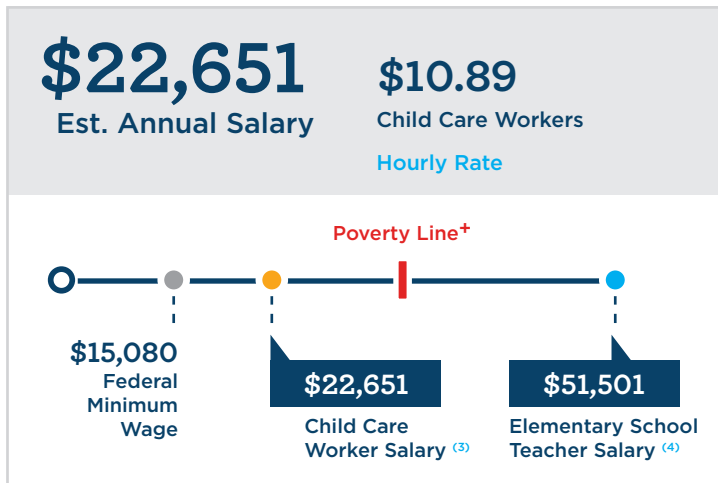 $22,651
Est. Annual Salary
$10.89
Child Care Workers
Hourly Rate
Poverty Line+
$15,080
Federal
Minimum
Wage
$22,651
Child Care
Worker Salary (3)
$51,501
Elementary School
Teacher Salary (4)